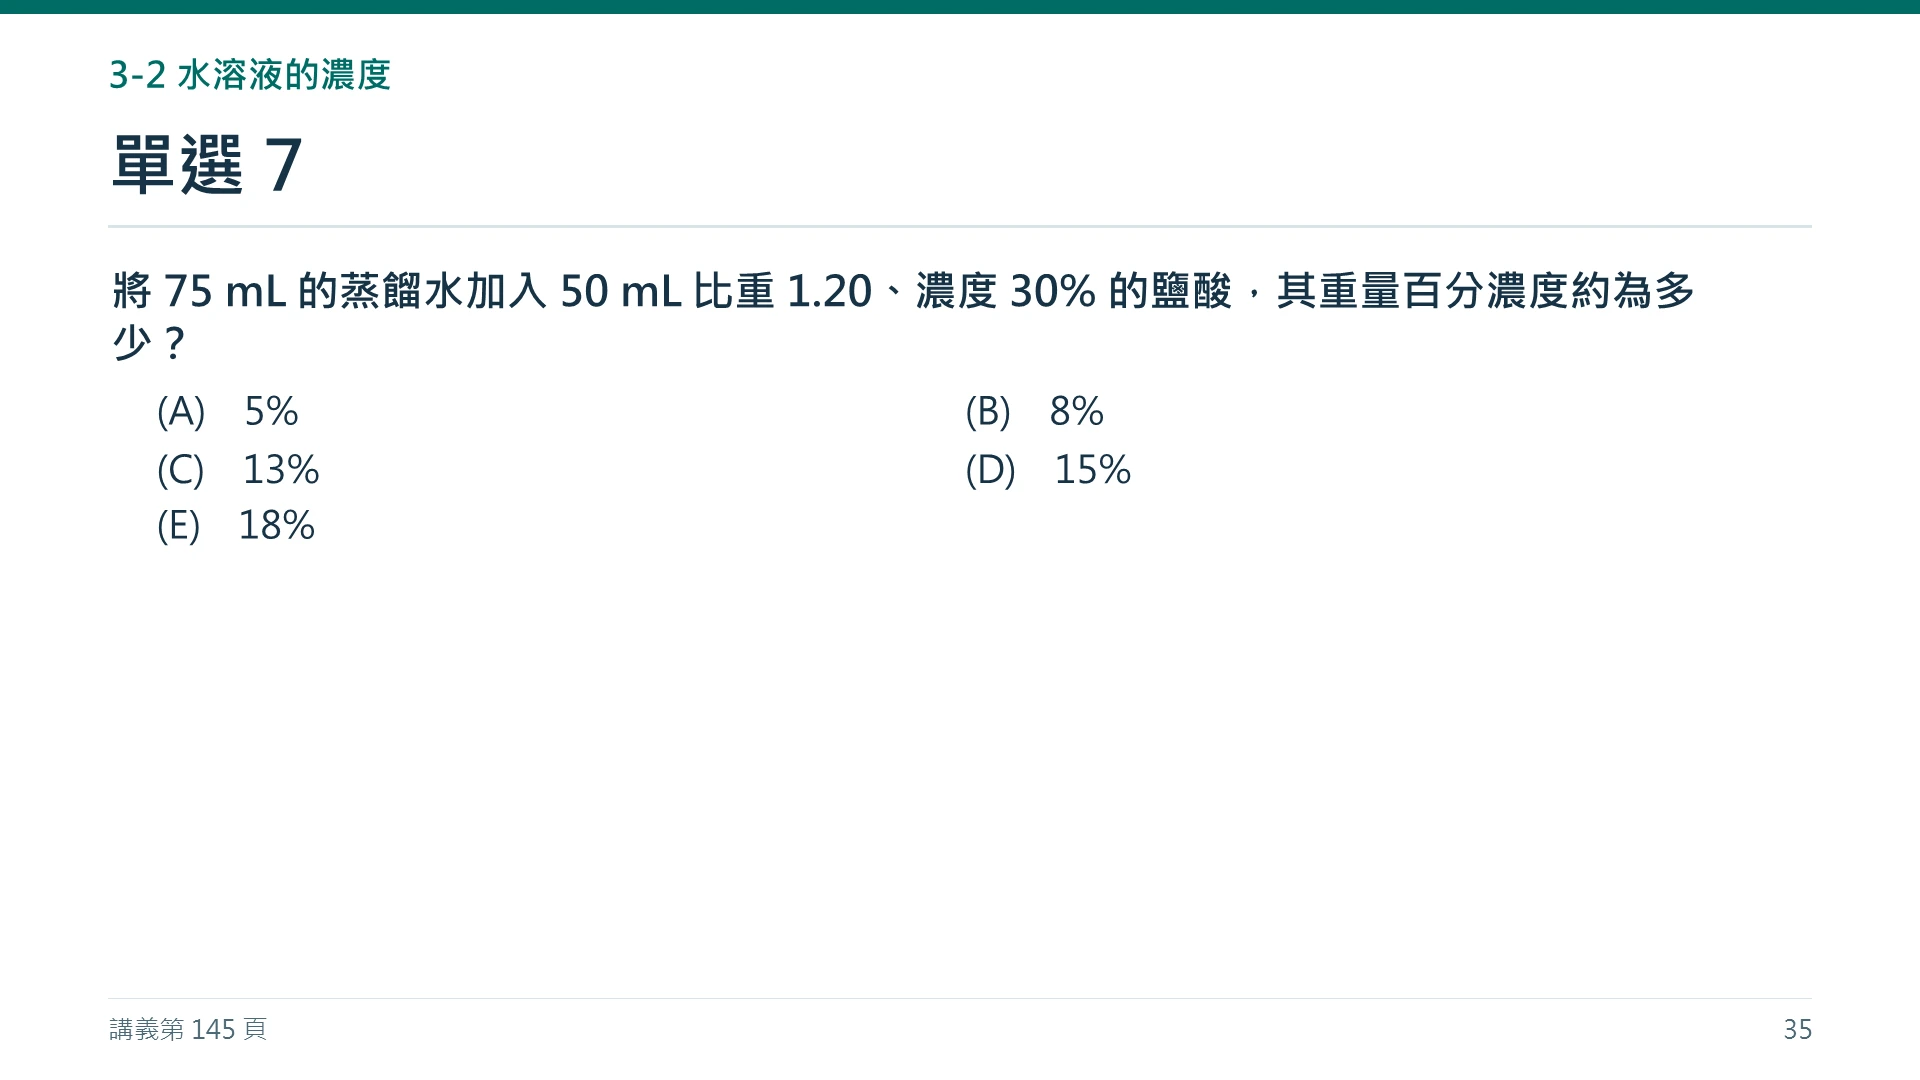 3-2 水溶液的濃度
單選 7
將 75 mL 的蒸餾水加入 50 mL 比重 1.20、濃度 30% 的鹽酸，其重量百分濃度約為多
少？
(A) 5% (B) 8%
(C) 13% (D) 15%
(E) 18%
講義第 145 頁 35